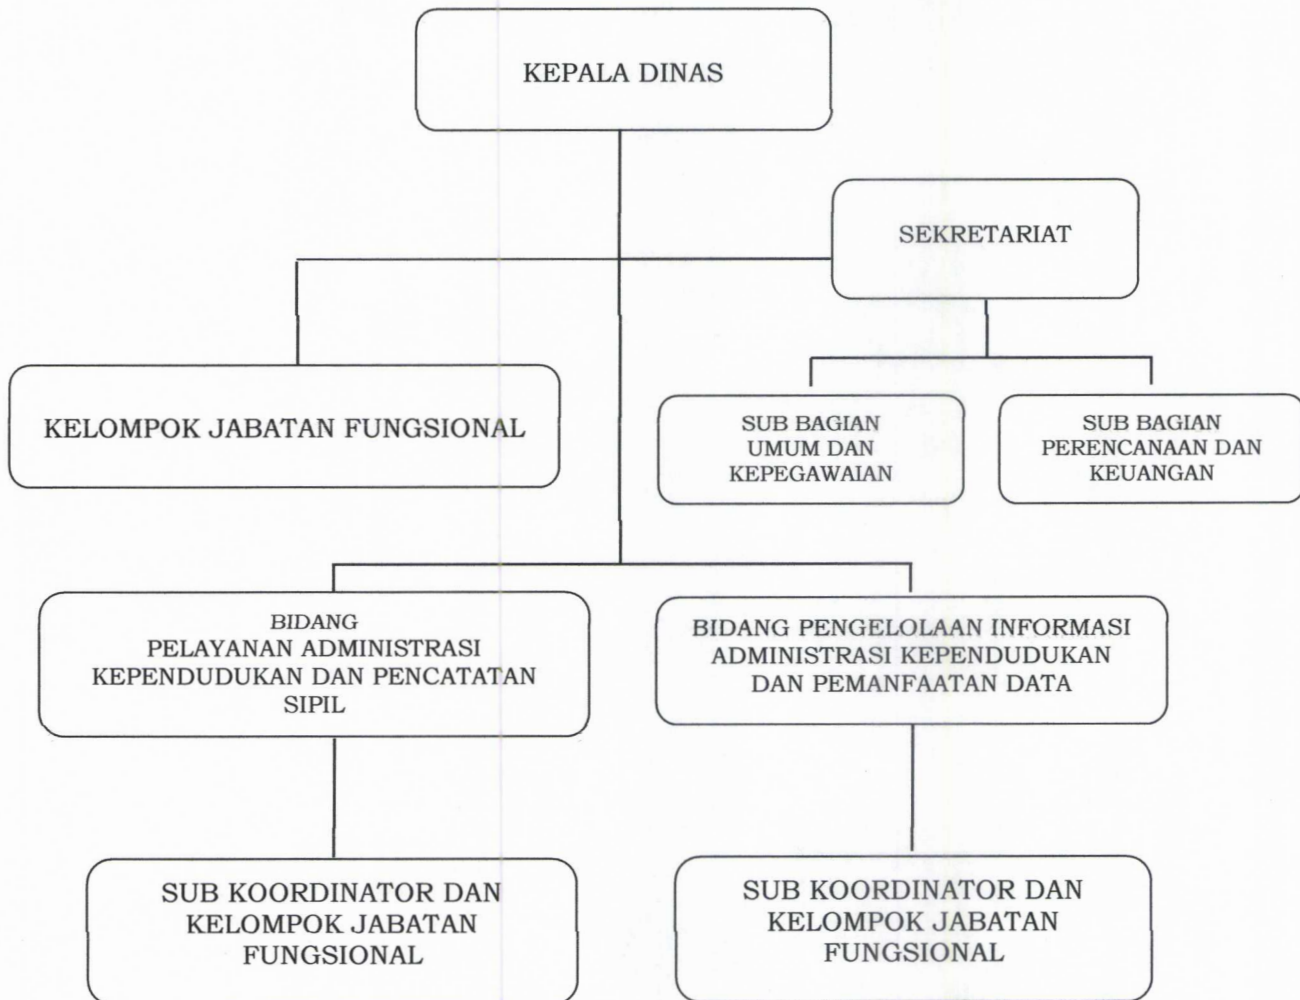 KEPALA DINAS
SEKRETARIAT
KELOMPOK JABATAN FUNGSIONAL
SUB BAGIAN
UMUM DAN
KEPEGAWAIAN
SUB BAGIAN
PERENCANAAN DAN
KEUANGAN
BIDANG
PELAYANAN ADMINISTRASI
KEPENDUDUKAN DAN PENCATATAN
SIPIL
BIDANG PENGELOLAAN INFORMASI
ADMINISTRASI KEPENDUDUKAN
DAN PEMANFAATAN DATA
SUB KOORDINATOR DAN
KELOMPOK JABATAN
FUNGSIONAL
SUB KOORDINATOR DAN
KELOMPOK JABATAN
FUNGSIONAL